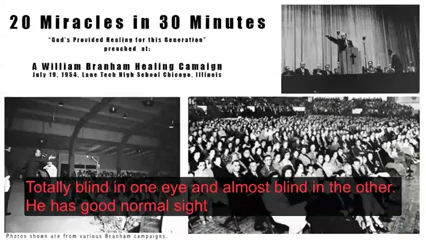 20 Miracles in 30 Minutes
"God's Provided Healing for this Generation"
preached at:
A William Branham Healing Camaign
July 19, 1954, Lane Tech High School Chicago, Illinois
Totally blind in one eye and almost blind in the other.
He has good normal sight
Photos shown are from various Branham campaigns.